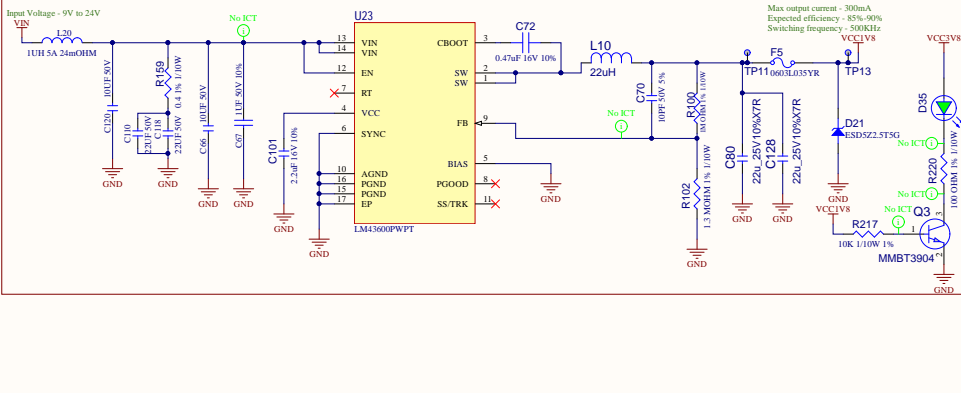 Input Voltage - 9V to 24V
VIN
L20
1UH 5A 24mOHM
No ICT
i
C120
10UF 50V
C110
22UF 50V
C118
22UF 50V
R159
0.4 1% 1/10W
C66
10UF 50V
C67
.1UF 50V 10%
GND
GND
GND
GND
U23
13
VIN
14
VIN
12
EN
7
RT
4
VCC
6
SYNC
10
AGND
16
PGND
15
PGND
17
EP
CBOOT
3
SW
2
SW
1
FB
9
BIAS
5
PGOOD
8
SS/TRK
11
LM43600PWPT
C101
2.2uF 16V 10%
GND
GND
C72
0.47uF 16V 10%
GND
L10
22uH
C70
10PF 50V 5%
No ICT
i
R100
1MOHM 1% 1/10W
R102
1.3 MOHM 1% 1/10W
GND
TP11
C80
22u_25V10%X7R
C128
22u_25V10%X7R
GND
GND
Max output current - 300mA
Expected efficiency - 85%-90%
Switching frequency - 500KHz
VCC1V8
F5
0603L035YR
TP13
D21
ESD5Z2.5T5G
GND
VCC1V8
R217
10K 1/10W 1%
No ICT
i
VCC3V8
D35
No ICT
i
R220
100 OHM 1% 1/10W
No ICT
i
Q3
3
1
2
MMBT3904
GND